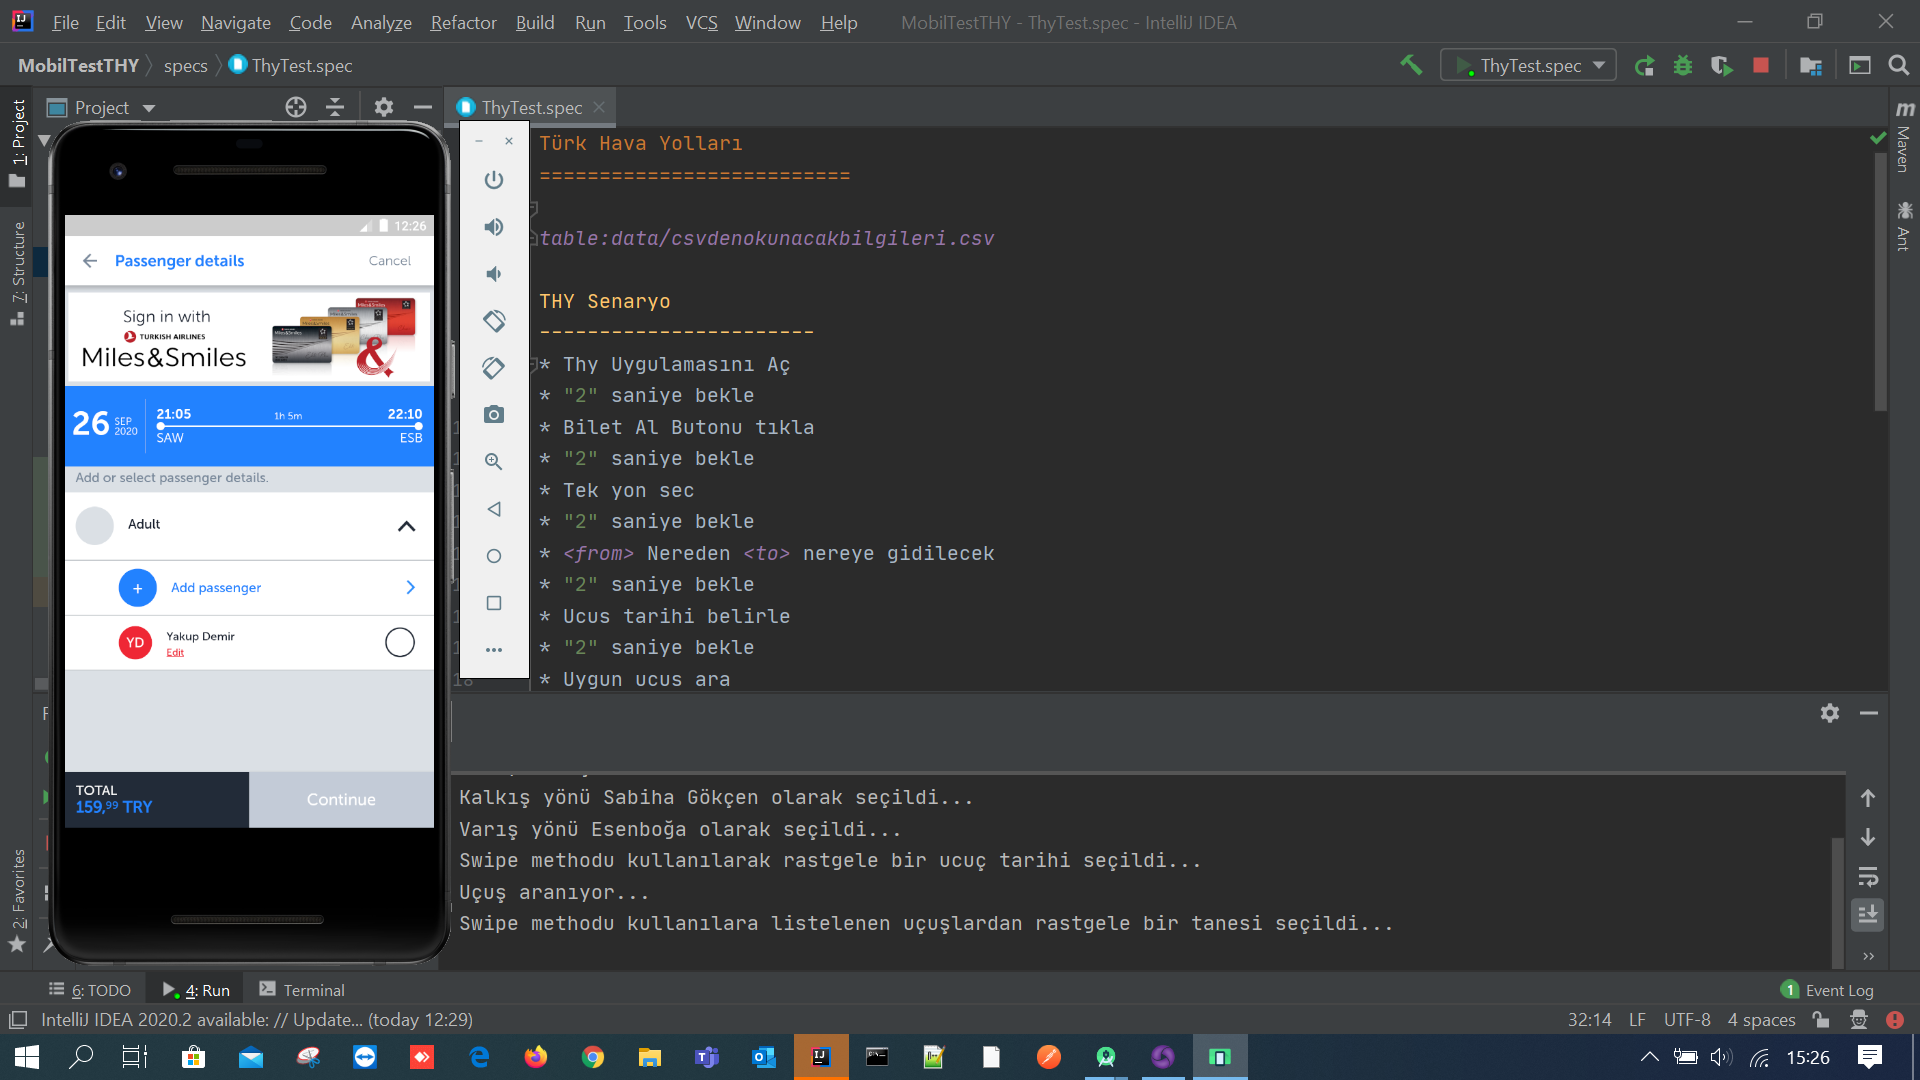 File Edit View Navigate Code Analyze Refactor Build Run Tools VCS Window Help MobilTestTHY - ThyTest.spec - IntelliJ IDEA
MobilTestTHY specs ThyTest.spec ThyTest.spec
1: Project
7: Structure
2: Favorites
Project
ThyTest.spec
12:26
Passenger details Cancel
Sign in with
TURKISH AIRLINES
Miles&Smiles
26 SEP 2020
21:05 1h 5m 22:10
SAW ESB
Add or select passenger details.
Adult
+ Add passenger
YD Yakup Demir
Edit
TOTAL
159,99 TRY
Continue
Türk Hava Yolları
==========================
table:data/csvdenokunacakbilgileri.csv
THY Senaryo
-----------------------
* Thy Uygulamasını Aç
* "2" saniye bekle
* Bilet Al Butonu tıkla
* "2" saniye bekle
* Tek yon sec
* "2" saniye bekle
* <from> Nereden <to> nereye gidilecek
* "2" saniye bekle
* Ucus tarihi belirle
* "2" saniye bekle
18 * Uygun ucus ara
Maven
Ant
Kalkış yönü Sabiha Gökçen olarak seçildi...
Varış yönü Esenboğa olarak seçildi...
Swipe methodu kullanılarak rastgele bir ucuç tarihi seçildi...
Uçuş aranıyor...
Swipe methodu kullanılara listelenen uçuşlardan rastgele bir tanesi seçildi...
6: TODO 4: Run Terminal 1 Event Log
IntelliJ IDEA 2020.2 available: // Update... (today 12:29) 32:14 LF UTF-8 4 spaces
15:26